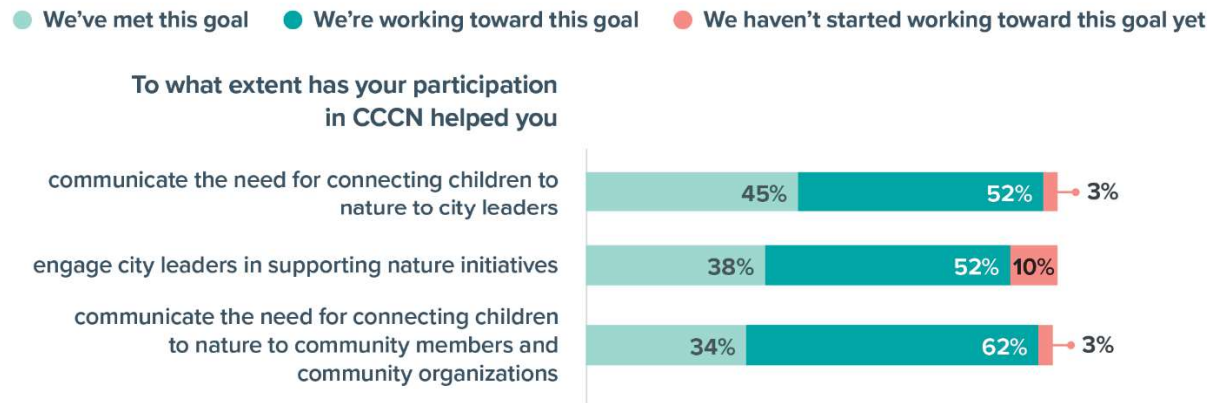 We've met this goal We're working toward this goal We haven't started working toward this goal yet
To what extent has your participation
in CCCN helped you
communicate the need for connecting children to
nature to city leaders
45% 52% 3%
engage city leaders in supporting nature initiatives
38% 52% 10%
communicate the need for connecting children
to nature to community members and
community organizations
34% 62% 3%